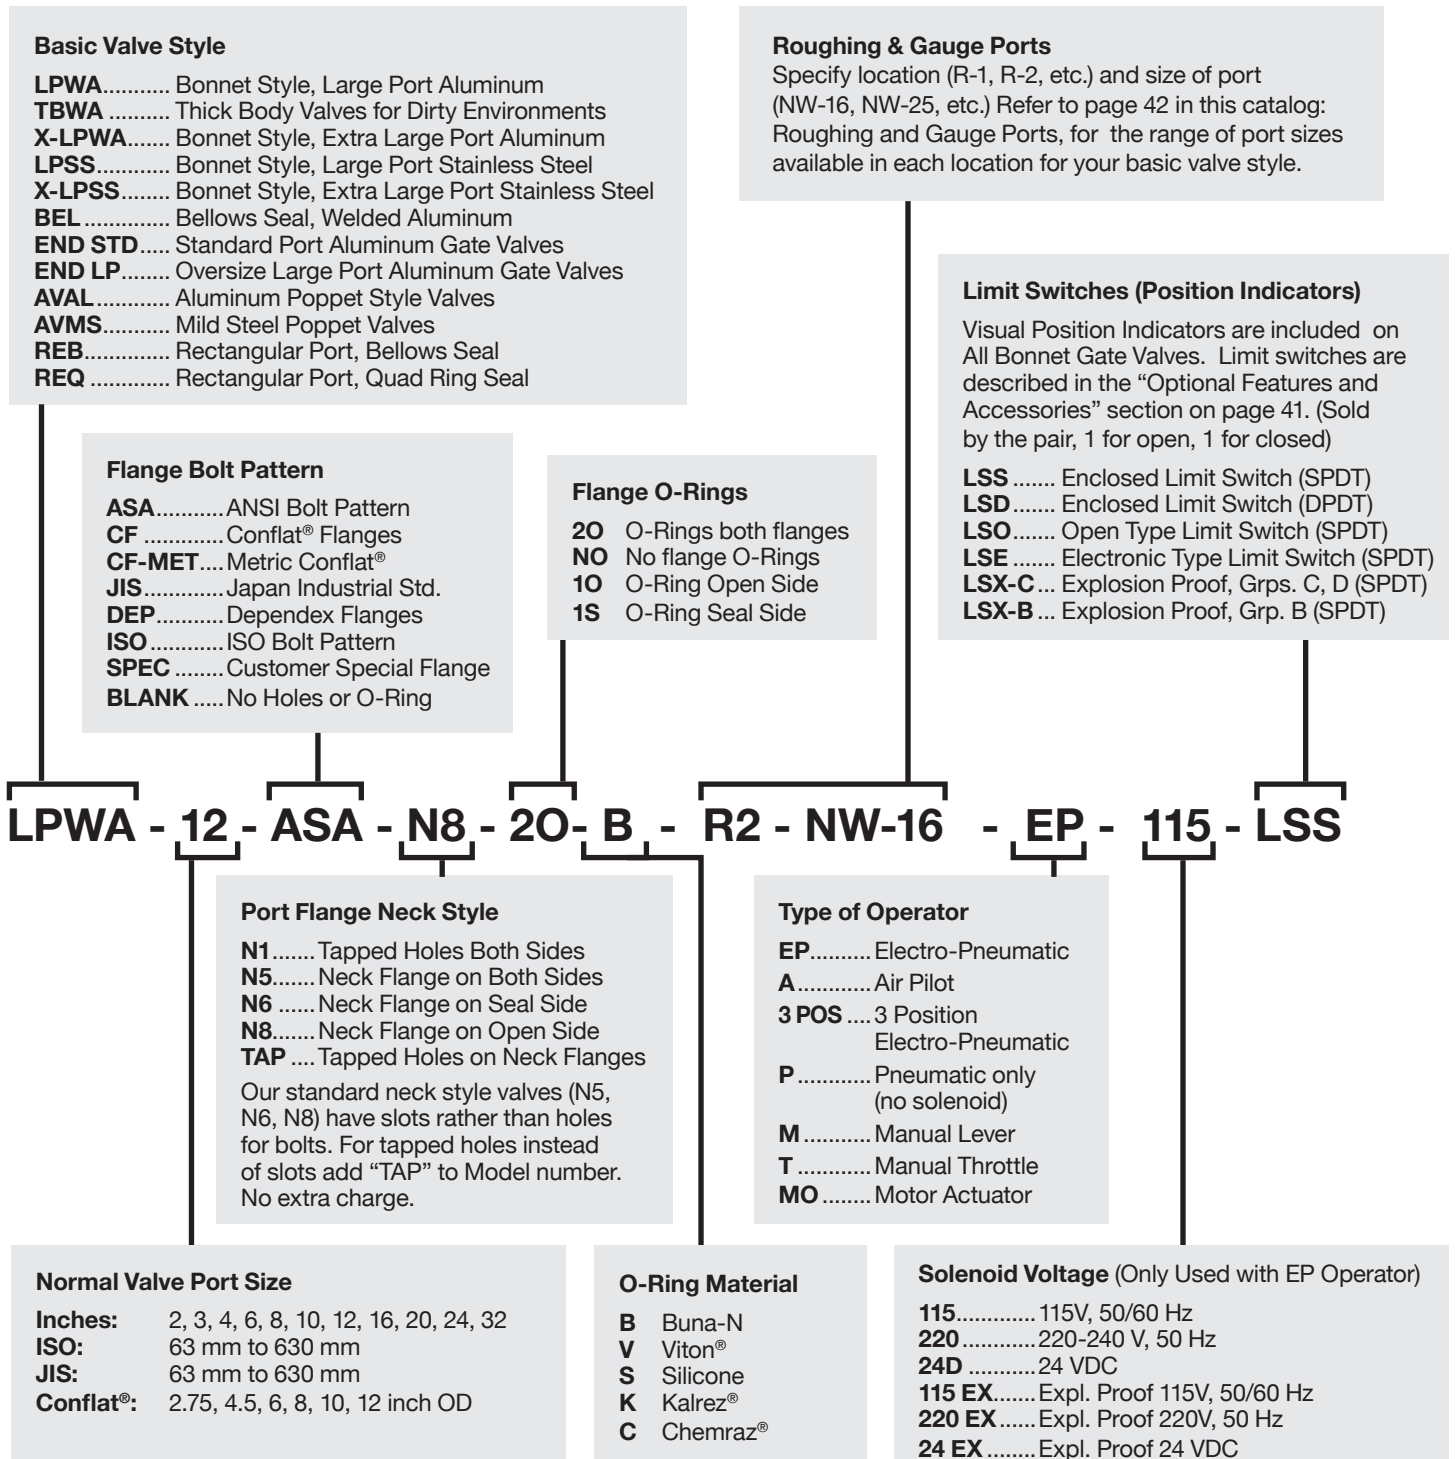 Basic Valve Style
LPWA........... Bonnet Style, Large Port Aluminum
TBWA .......... Thick Body Valves for Dirty Environments
X-LPWA....... Bonnet Style, Extra Large Port Aluminum
LPSS............ Bonnet Style, Large Port Stainless Steel
X-LPSS........ Bonnet Style, Extra Large Port Stainless Steel
BEL ............. Bellows Seal, Welded Aluminum
END STD..... Standard Port Aluminum Gate Valves
END LP........ Oversize Large Port Aluminum Gate Valves
AVAL............ Aluminum Poppet Style Valves
AVMS........... Mild Steel Poppet Valves
REB.............. Rectangular Port, Bellows Seal
REQ ............. Rectangular Port, Quad Ring Seal
Roughing & Gauge Ports
Specify location (R-1, R-2, etc.) and size of port
(NW-16, NW-25, etc.) Refer to page 42 in this catalog:
Roughing and Gauge Ports, for the range of port sizes
available in each location for your basic valve style.
Limit Switches (Position Indicators)
Visual Position Indicators are included on
All Bonnet Gate Valves. Limit switches are
described in the “Optional Features and
Accessories” section on page 41. (Sold
by the pair, 1 for open, 1 for closed)
LSS ....... Enclosed Limit Switch (SPDT)
LSD ....... Enclosed Limit Switch (DPDT)
LSO....... Open Type Limit Switch (SPDT)
LSE ....... Electronic Type Limit Switch (SPDT)
LSX-C ... Explosion Proof, Grps. C, D (SPDT)
LSX-B ... Explosion Proof, Grp. B (SPDT)
Flange Bolt Pattern
ASA...........ANSI Bolt Pattern
CF .............Conflat® Flanges
CF-MET....Metric Conflat®
JIS.............Japan Industrial Std.
DEP...........Dependex Flanges
ISO ............ISO Bolt Pattern
SPEC ........Customer Special Flange
BLANK .....No Holes or O-Ring
Flange O-Rings
2O O-Rings both flanges
NO No flange O-Rings
1O O-Ring Open Side
1S O-Ring Seal Side
LPWA - 12 - ASA - N8 - 2O- B - R2 - NW-16 - EP - 115 - LSS
Port Flange Neck Style
N1.......Tapped Holes Both Sides
N5.......Neck Flange on Both Sides
N6 ......Neck Flange on Seal Side
N8.......Neck Flange on Open Side
TAP ....Tapped Holes on Neck Flanges
Our standard neck style valves (N5,
N6, N8) have slots rather than holes
for bolts. For tapped holes instead
of slots add “TAP” to Model number.
No extra charge.
Type of Operator
EP..........Electro-Pneumatic
A ............Air Pilot
3 POS ....3 Position
Electro-Pneumatic
P ............Pneumatic only
(no solenoid)
M ...........Manual Lever
T ............Manual Throttle
MO ........Motor Actuator
Normal Valve Port Size
Inches: 2, 3, 4, 6, 8, 10, 12, 16, 20, 24, 32
ISO: 63 mm to 630 mm
JIS: 63 mm to 630 mm
Conflat®: 2.75, 4.5, 6, 8, 10, 12 inch OD
O-Ring Material
B Buna-N
V Viton®
S Silicone
K Kalrez®
C Chemraz®
Solenoid Voltage (Only Used with EP Operator)
115............115V, 50/60 Hz
220 ...........220-240 V, 50 Hz
24D ..........24 VDC
115 EX.......Expl. Proof 115V, 50/60 Hz
220 EX ......Expl. Proof 220V, 50 Hz
24 EX ........Expl. Proof 24 VDC